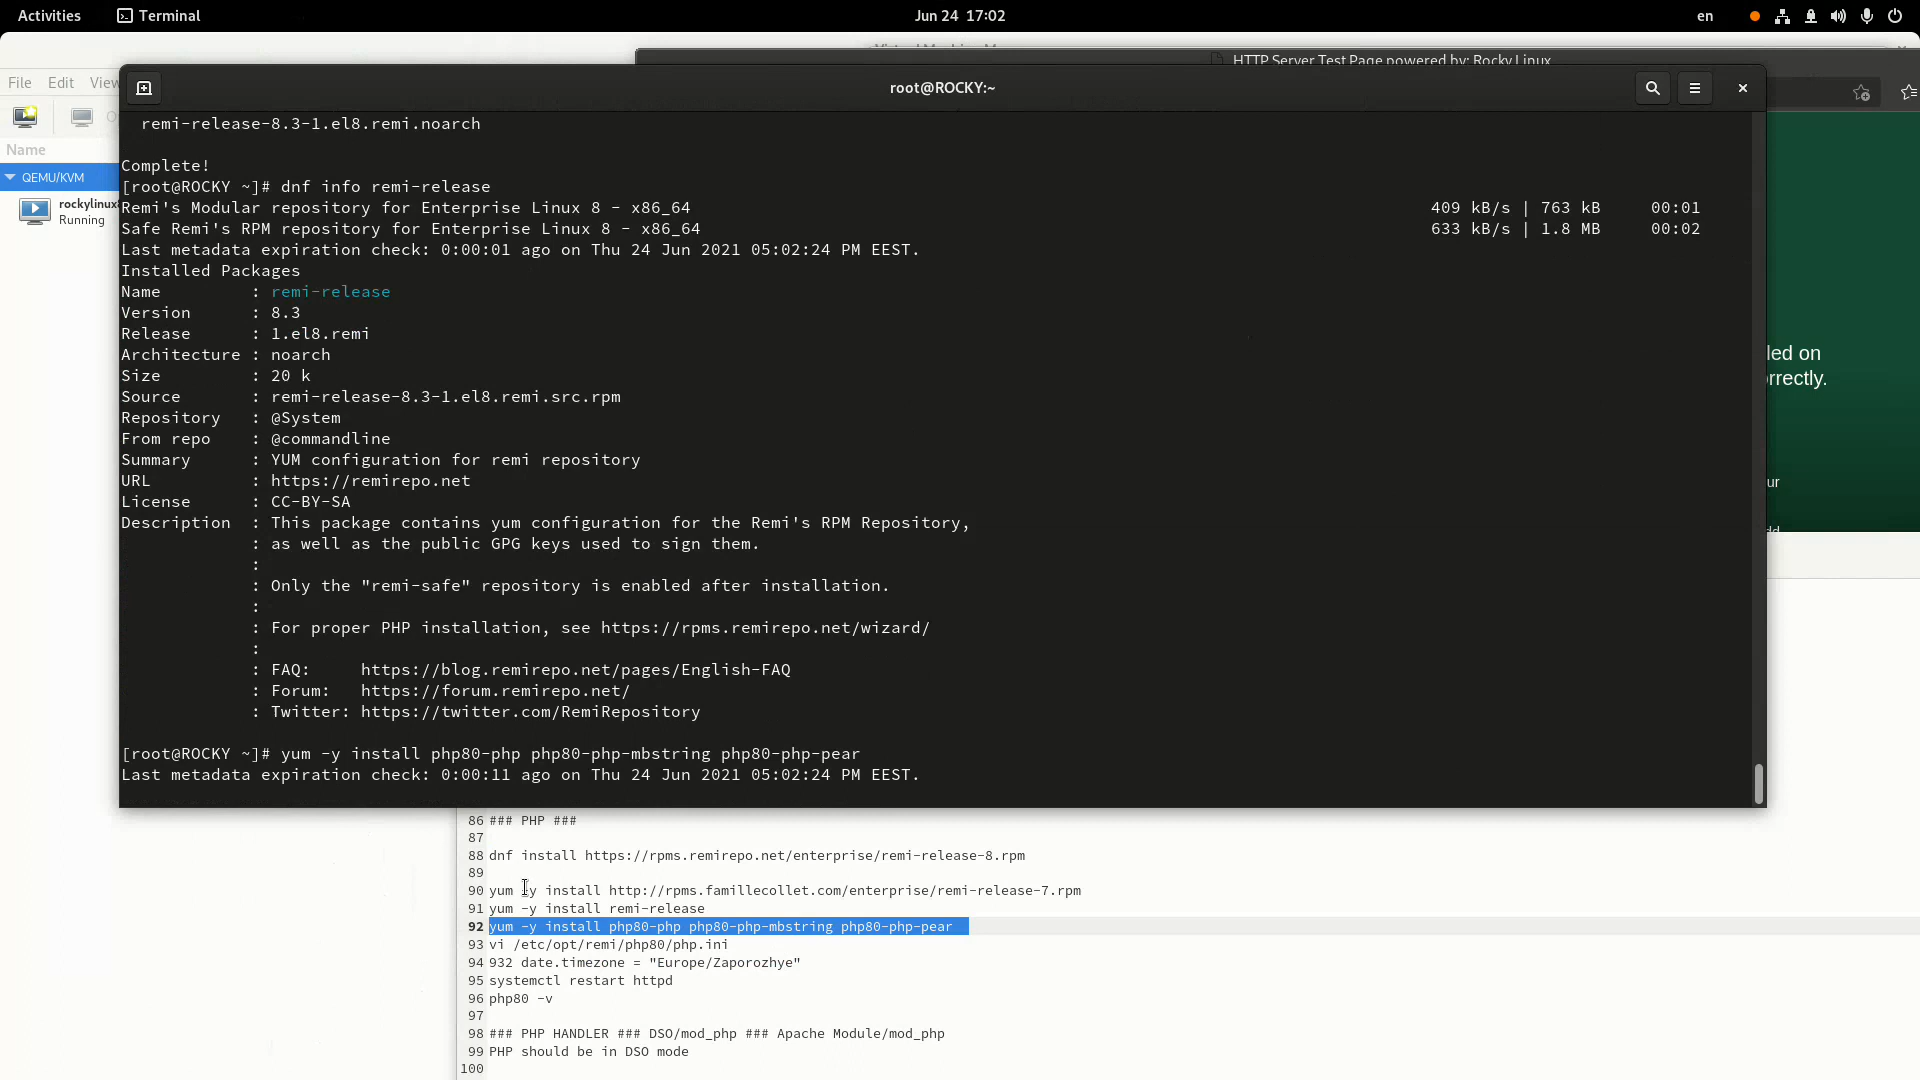 Activities
Terminal
Jun 24 17:02
en
HTTP Server Test Page powered by: Rocky Linux
File Edit View
root@ROCKY:~
Name
QEMU/KVM
Running
remi-release-8.3-1.el8.remi.noarch
Complete!
[root@ROCKY ~]# dnf info remi-release
Remi's Modular repository for Enterprise Linux 8 - x86_64 409 kB/s | 763 kB 00:01
Safe Remi's RPM repository for Enterprise Linux 8 - x86_64 633 kB/s | 1.8 MB 00:02
Last metadata expiration check: 0:00:01 ago on Thu 24 Jun 2021 05:02:24 PM EEST.
Installed Packages
Name : remi-release
Version : 8.3
Release : 1.el8.remi
Architecture : noarch
Size : 20 k
Source : remi-release-8.3-1.el8.remi.src.rpm
Repository : @System
From repo : @commandline
Summary : YUM configuration for remi repository
URL : https://remirepo.net
License : CC-BY-SA
Description : This package contains yum configuration for the Remi's RPM Repository,
: as well as the public GPG keys used to sign them.
:
: Only the "remi-safe" repository is enabled after installation.
:
: For proper PHP installation, see https://rpms.remirepo.net/wizard/
:
: FAQ: https://blog.remirepo.net/pages/English-FAQ
: Forum: https://forum.remirepo.net/
: Twitter: https://twitter.com/RemiRepository
[root@ROCKY ~]# yum -y install php80-php php80-php-mbstring php80-php-pear
Last metadata expiration check: 0:00:11 ago on Thu 24 Jun 2021 05:02:24 PM EEST.
led on
rrectly.
ur
86 ### PHP ###
87
88 dnf install https://rpms.remirepo.net/enterprise/remi-release-8.rpm
89
90 yum -y install http://rpms.famillecollet.com/enterprise/remi-release-7.rpm
91 yum -y install remi-release
92 yum -y install php80-php php80-php-mbstring php80-php-pear
93 vi /etc/opt/remi/php80/php.ini
94 932 date.timezone = "Europe/Zaporozhye"
95 systemctl restart httpd
96 php80 -v
97
98 ### PHP HANDLER ### DSO/mod_php ### Apache Module/mod_php
99 PHP should be in DSO mode
100